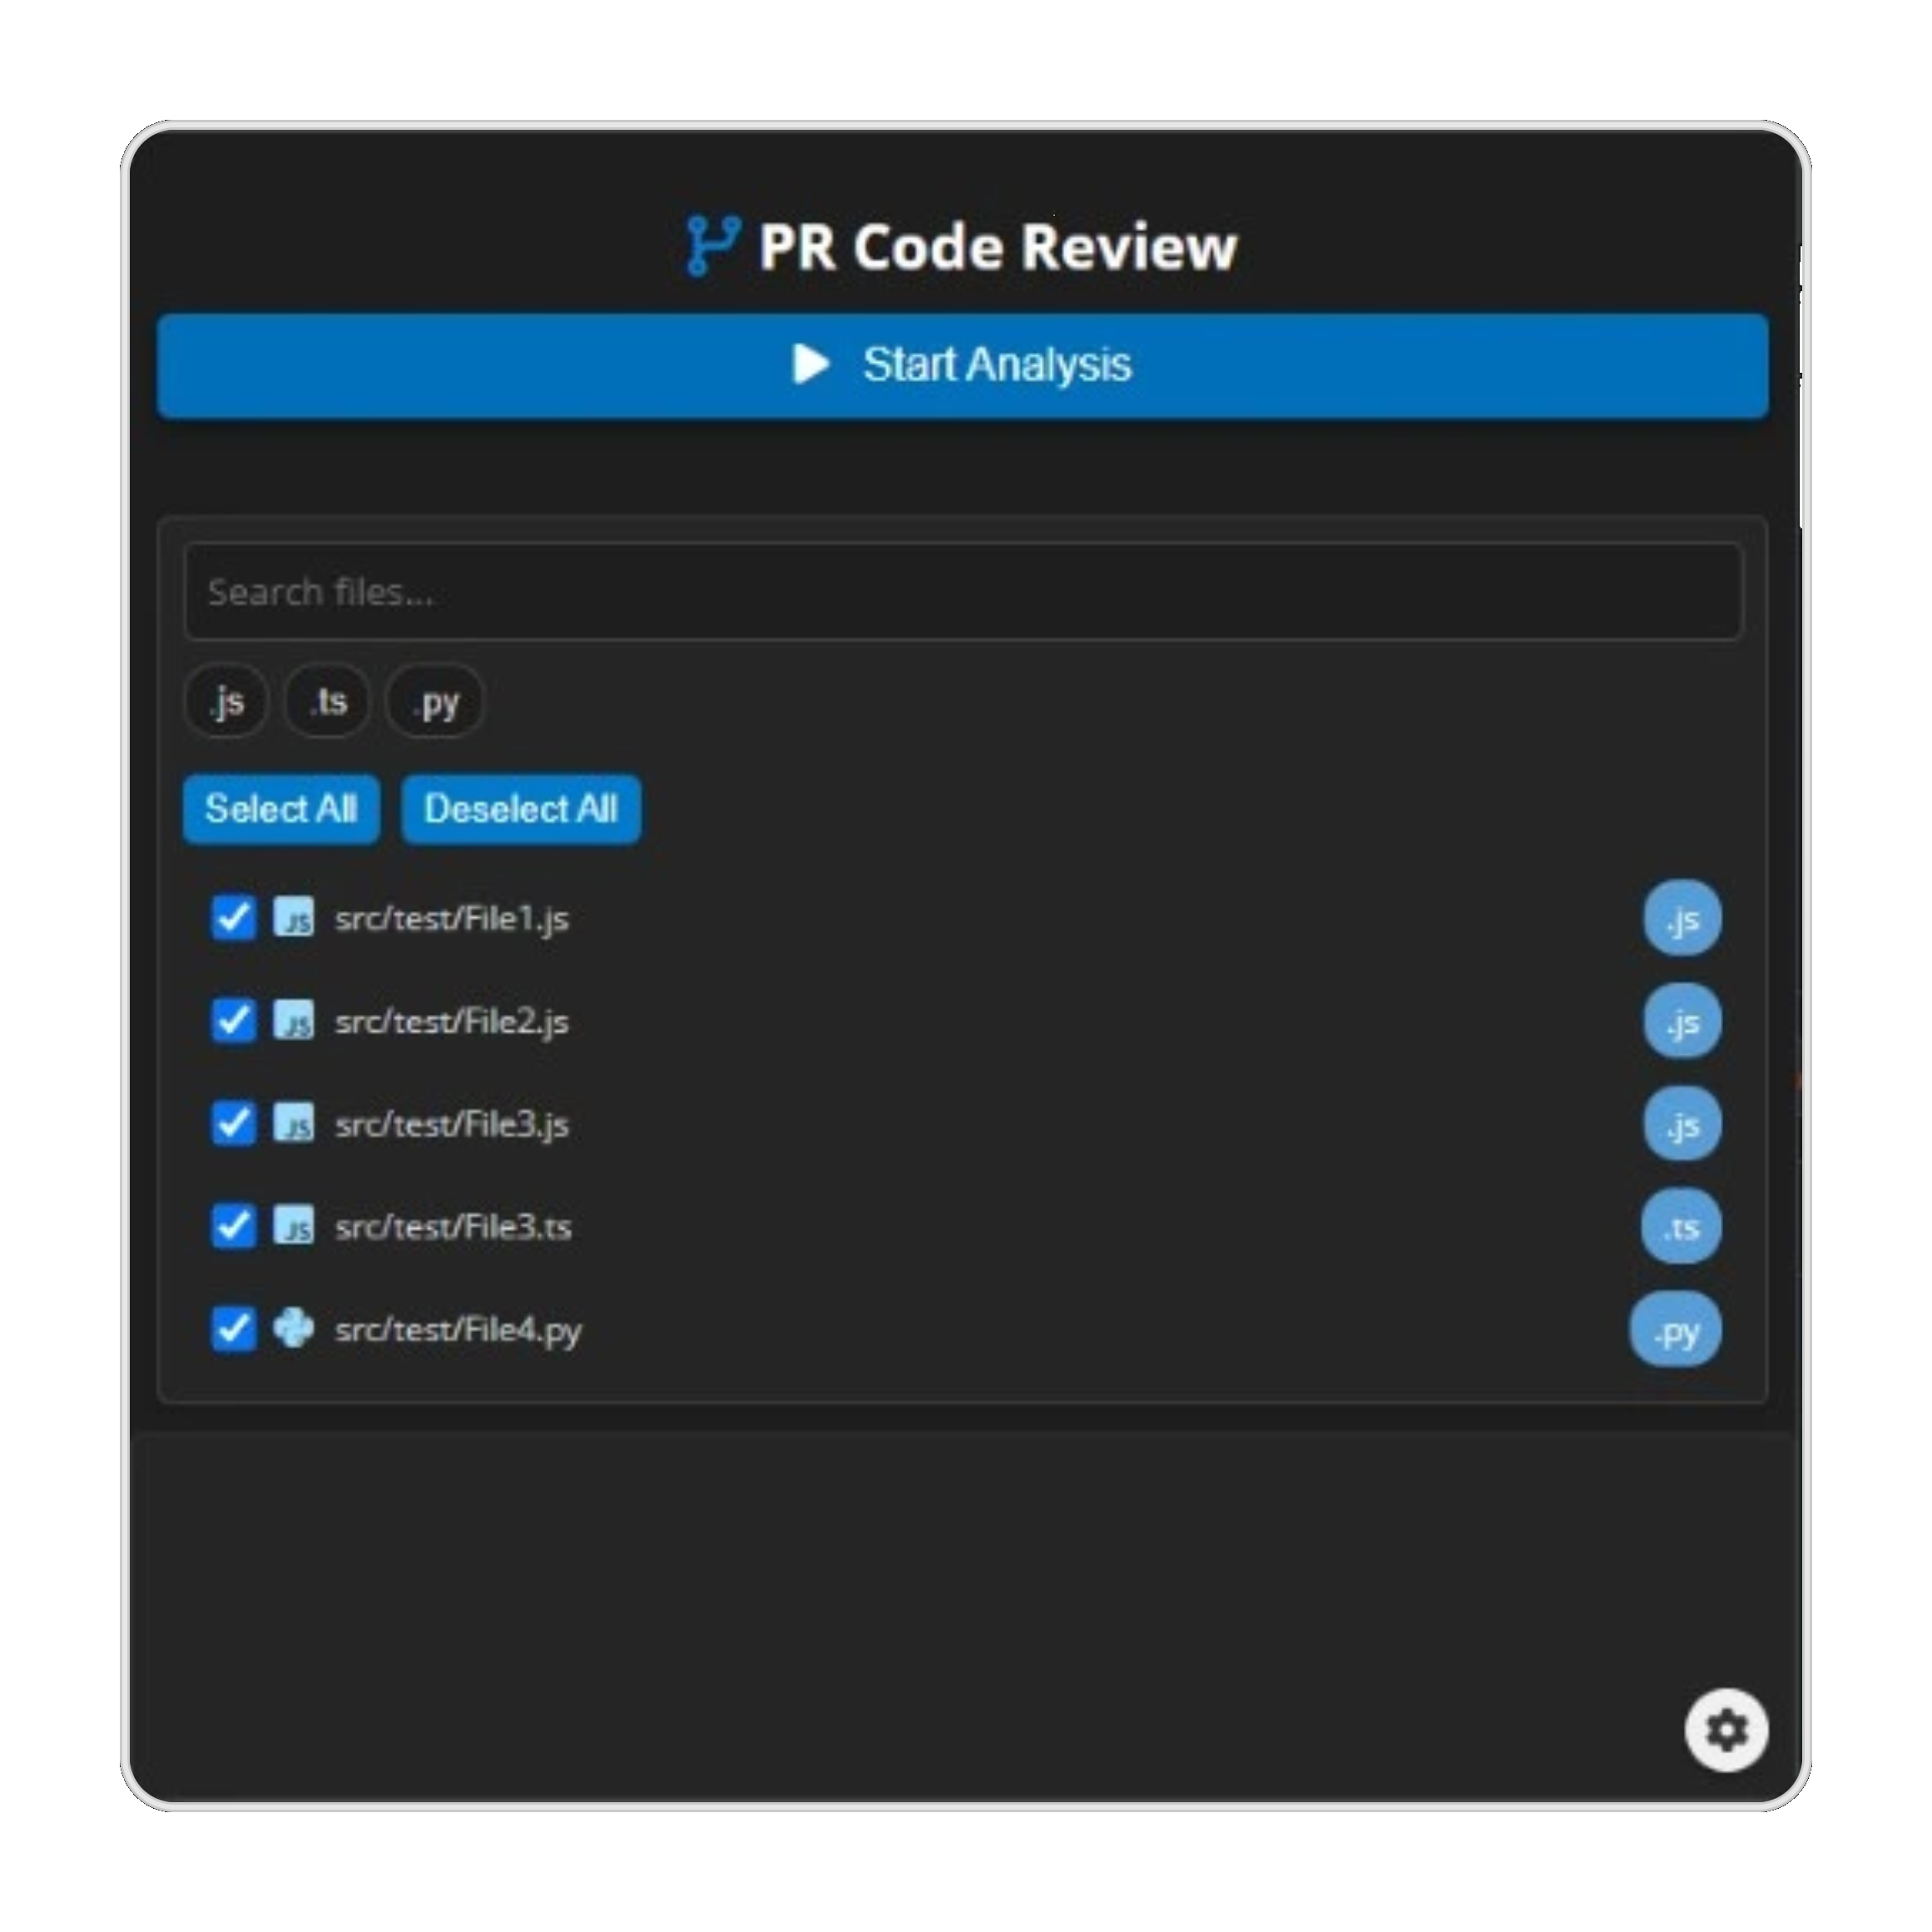 PR Code Review
Start Analysis
Search files...
.js .ts .py
Select All Deselect All
JS src/test/File1.js .js
JS src/test/File2.js .js
JS src/test/File3.js .js
JS src/test/File3.ts .ts
src/test/File4.py .py